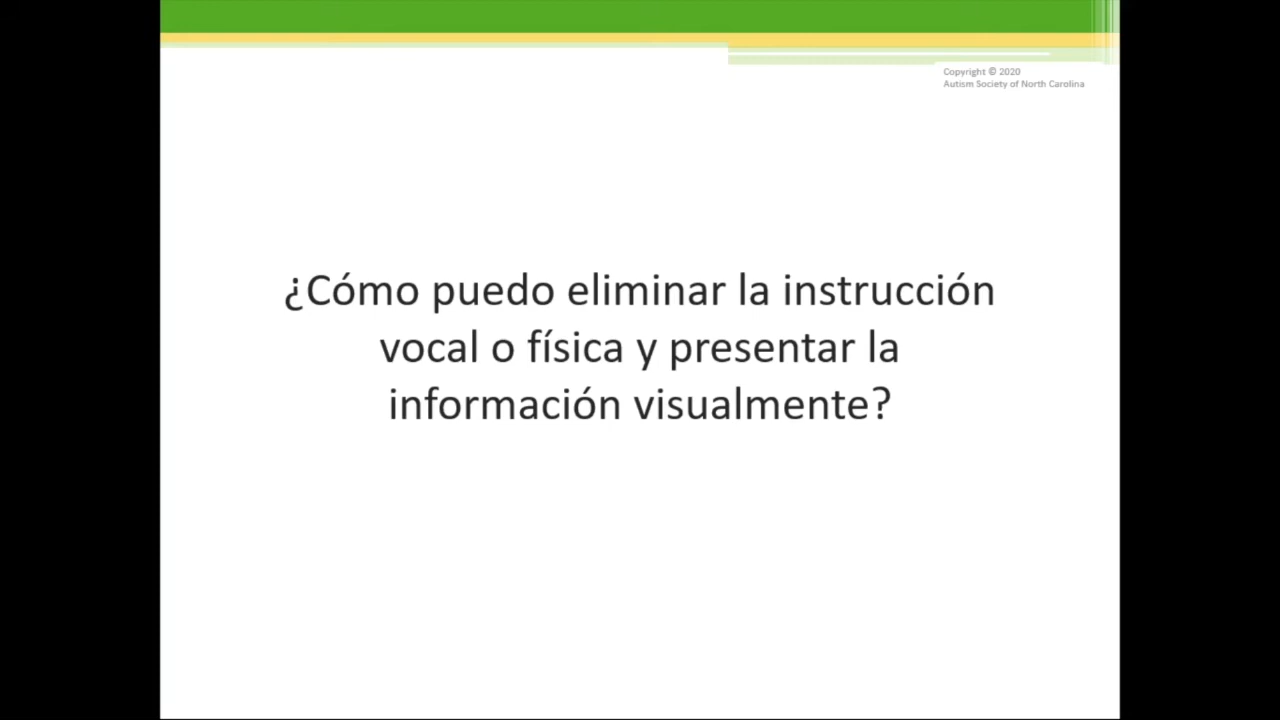 Copyright © 2020
Autism Society of North Carolina
¿Cómo puedo eliminar la instrucción
vocal o física y presentar la
información visualmente?